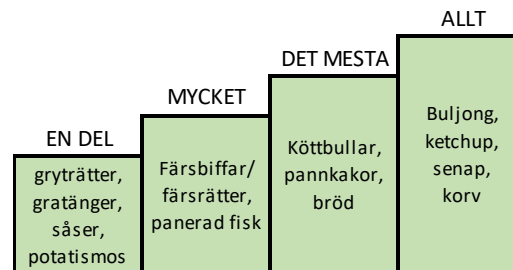 EN DEL
gryträtter,
gratänger,
såser,
potatismos
MYCKET
Färsbiffar/
färsrätter,
panerad fisk
DET MESTA
Köttbullar,
pannkakor,
bröd
ALLT
Buljong,
ketchup,
senap,
korv